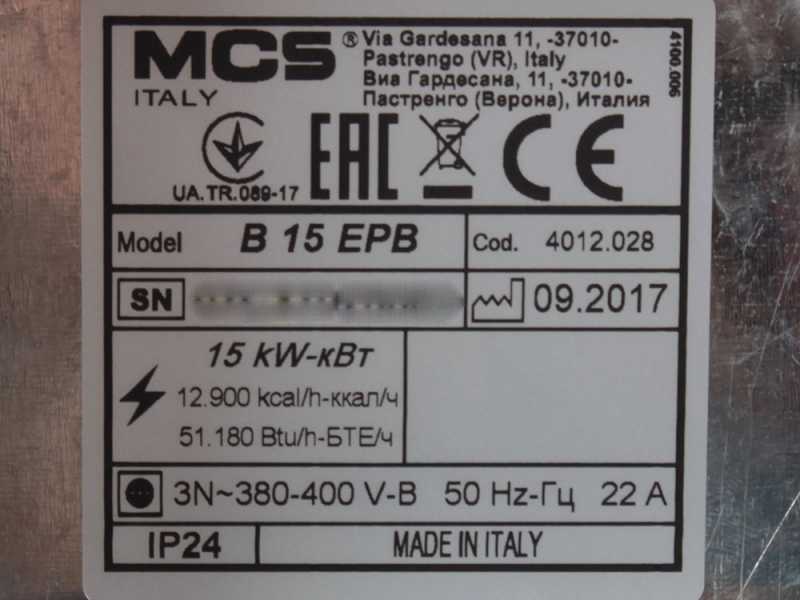 MCS® Via Gardesana 11, -37010-
Pastrengo (VR), Italy
Виа Гардесана, 11, -37010-
ITALY Пастренго (Верона), Италия
4100.006
UA.TR.089-17 EAC CE
Model B 15 EPB Cod. 4012.028
SN 09.2017
15 kW-кВт
12.900 kcal/h-ккал/ч
51.180 Btu/h-БТЕ/ч
3N~380-400 V-В 50 Hz-Гц 22 A
IP24 MADE IN ITALY